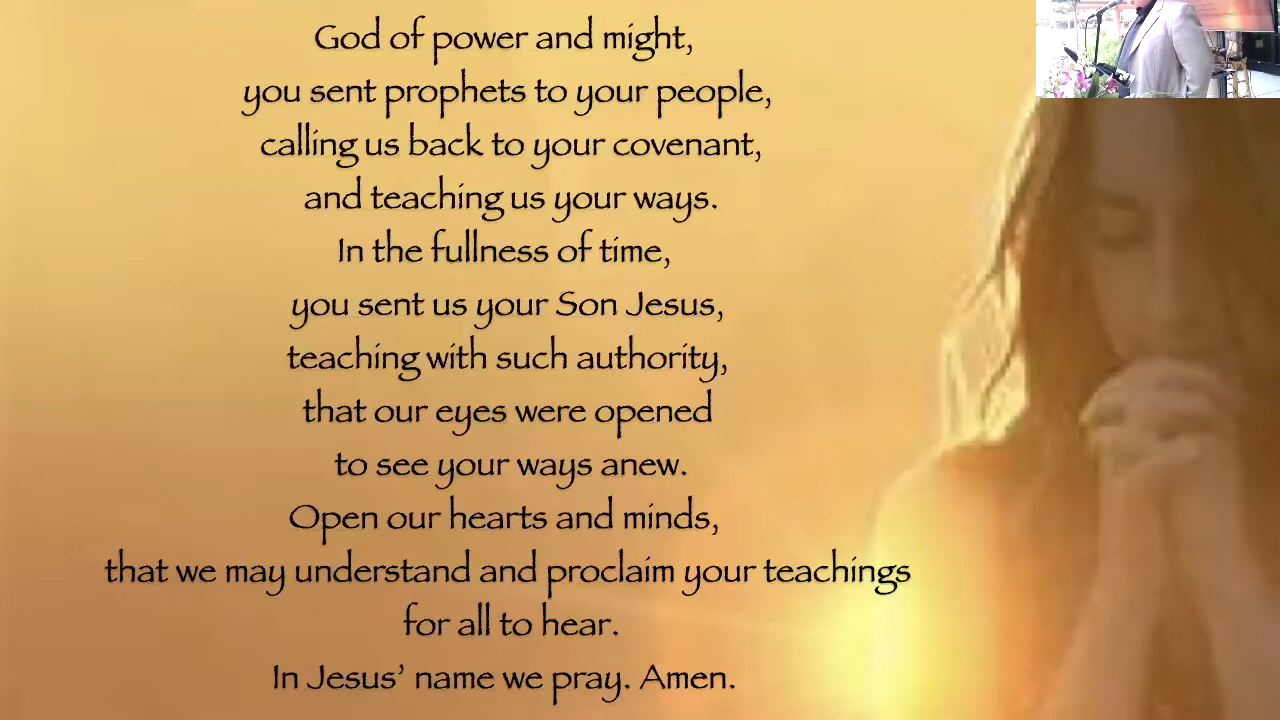 God of power and might,
you sent prophets to your people,
calling us back to your covenant,
and teaching us your ways.
In the fullness of time,
you sent us your Son Jesus,
teaching with such authority,
that our eyes were opened
to see your ways anew.
Open our hearts and minds,
that we may understand and proclaim your teachings
for all to hear.
In Jesus’ name we pray. Amen.